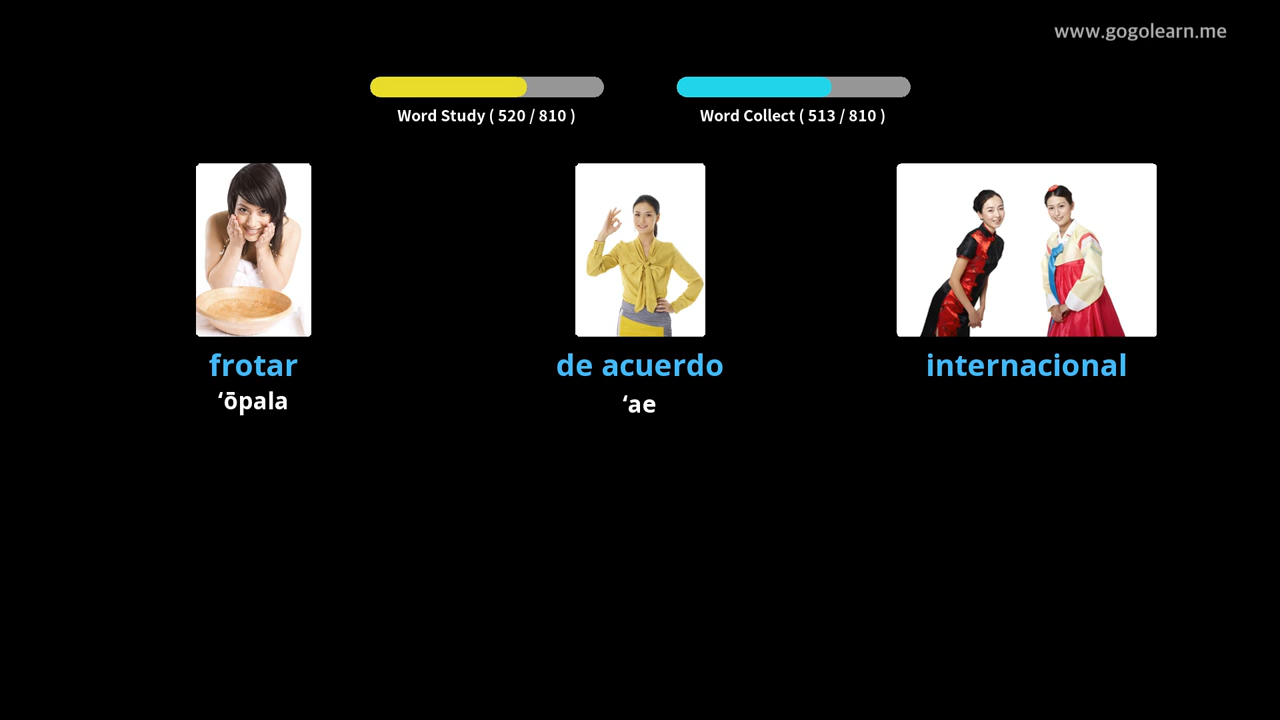 www.gogolearn.me
Word Study ( 520 / 810 )
Word Collect ( 513 / 810 )
frotar
de acuerdo
internacional
ʻōpala
ʻae